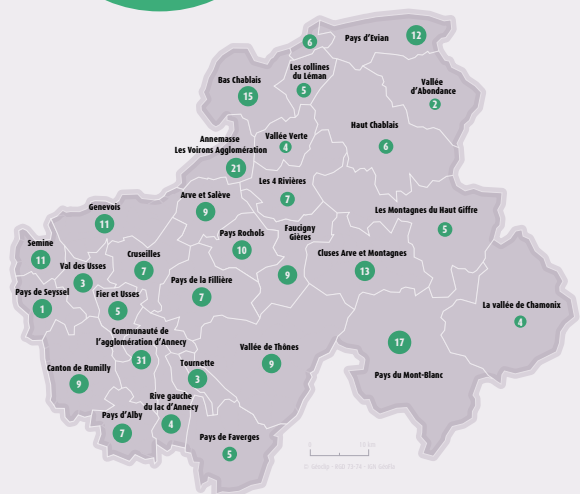 6
Pays d'Evian
12
Les collines
du Léman
5
Bas Chablais
15
Vallée
d'Abondance
2
Annemasse
Les Voirons Agglomération
21
Vallée Verte
4
Haut Chablais
6
Les 4 Rivières
7
Arve et Salève
9
Genevois
11
Les Montagnes du Haut Giffre
5
Semine
11
Val des Usses
3
Cruseilles
7
Pays Rochols
10
Faucigny
Gières
9
Cluses Arve et Montagnes
13
Pays de Seyssel
1
Fier et Usses
5
Pays de la Fillière
7
La vallée de Chamonix
4
Communauté de
l'agglomération d'Annecy
31
Vallée de Thônes
9
17
Pays du Mont-Blanc
Canton de Rumilly
9
Tournette
3
Rive gauche
du lac d'Annecy
4
Pays d'Alby
7
Pays de Faverges
5
0 10 km